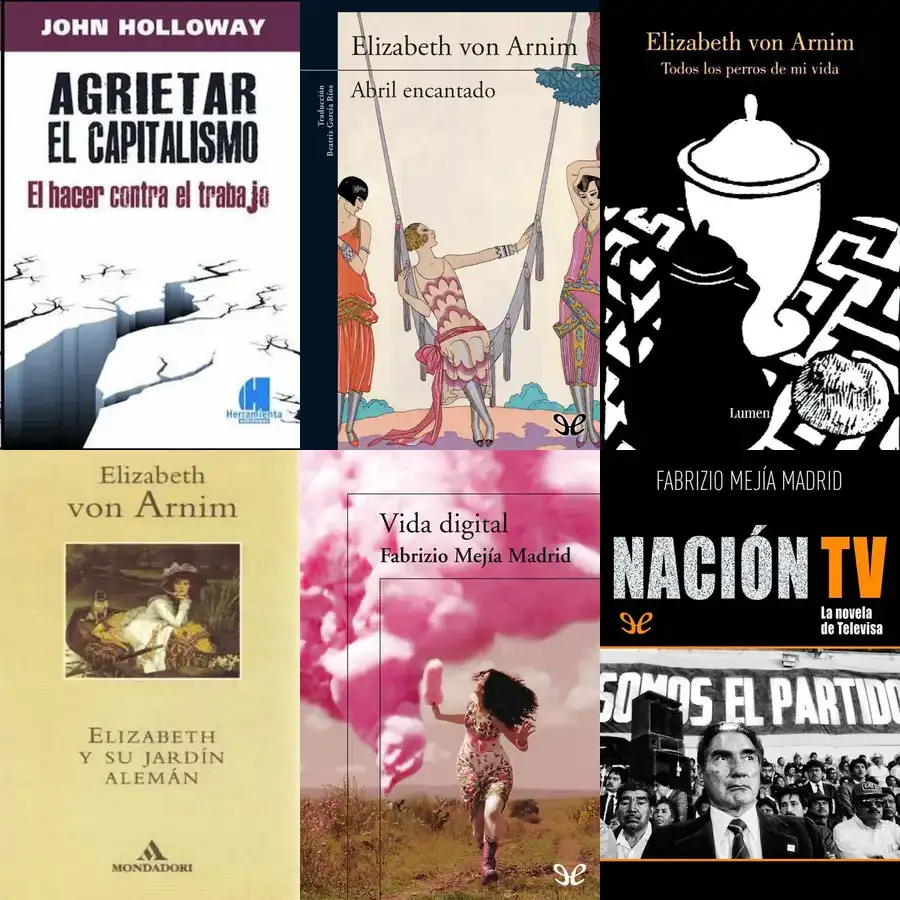 JOHN HOLLOWAY
AGRIETAR
EL CAPITALISMO
El hacer contra el trabajo
Herramienta
ediciones
Elizabeth von Arnim
Abril encantado
Traducción
Beatriz García Ríos
Elizabeth von Arnim
Todos los perros de mi vida
Lumen
Elizabeth
von Arnim
ELIZABETH
Y SU JARDÍN
ALEMÁN
MONDADORI
Vida digital
Fabrizio Mejía Madrid
FABRIZIO MEJÍA MADRID
NACIÓN TV
La novela
de Televisa
SOMOS EL PARTIDO